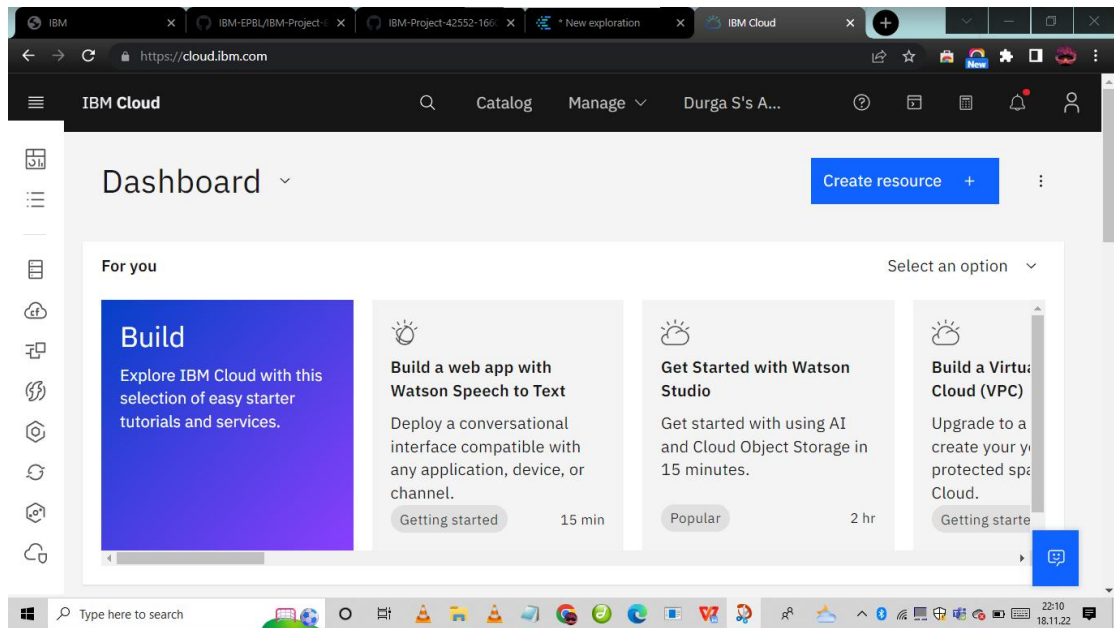 IBM
IBM-EPBL/IBM-Project-
IBM-Project-42552-166
* New exploration
IBM Cloud
https://cloud.ibm.com
New
IBM Cloud
Catalog
Manage
Durga S's A...
Dashboard
Create resource +
For you
Select an option
Build
Explore IBM Cloud with this
selection of easy starter
tutorials and services.
Build a web app with
Watson Speech to Text
Deploy a conversational
interface compatible with
any application, device, or
channel.
Getting started
15 min
Get Started with Watson
Studio
Get started with using AI
and Cloud Object Storage in
15 minutes.
Popular
2 hr
Build a Virtu
Cloud (VPC)
Upgrade to a
create your
protected
Cloud.
Getting starte
cf
Type here to search
22:10
18.11.22